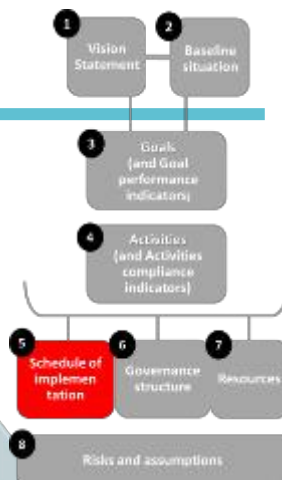 1
Vision
Statement
2
Baseline
situation
3
Goals
(and Goal
performance
indicators)
4
Activities
(and Activities
compliance
indicators)
5
Schedule of
implemen
tation
6
Governance
structure
7
Resources
8
Risks and assumptions